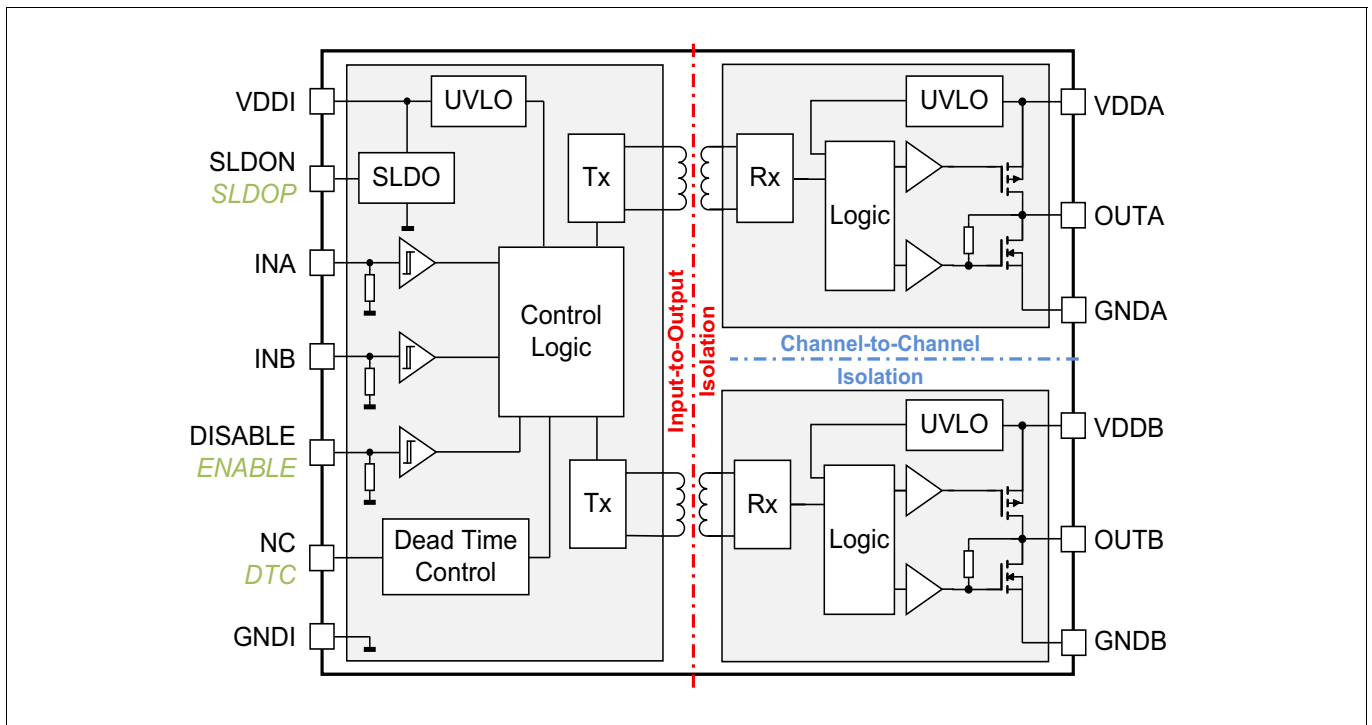 VDDI
SLDON
SLDOP
INA
INB
DISABLE
ENABLE
NC
DTC
GNDI
UVLO
SLDO
Tx
Control
Logic
Tx
Dead Time
Control
Input-to-Output
Isolation
UVLO
Rx
Logic
VDDA
OUTA
GNDA
Channel-to-Channel
Isolation
UVLO
Rx
Logic
VDDB
OUTB
GNDB